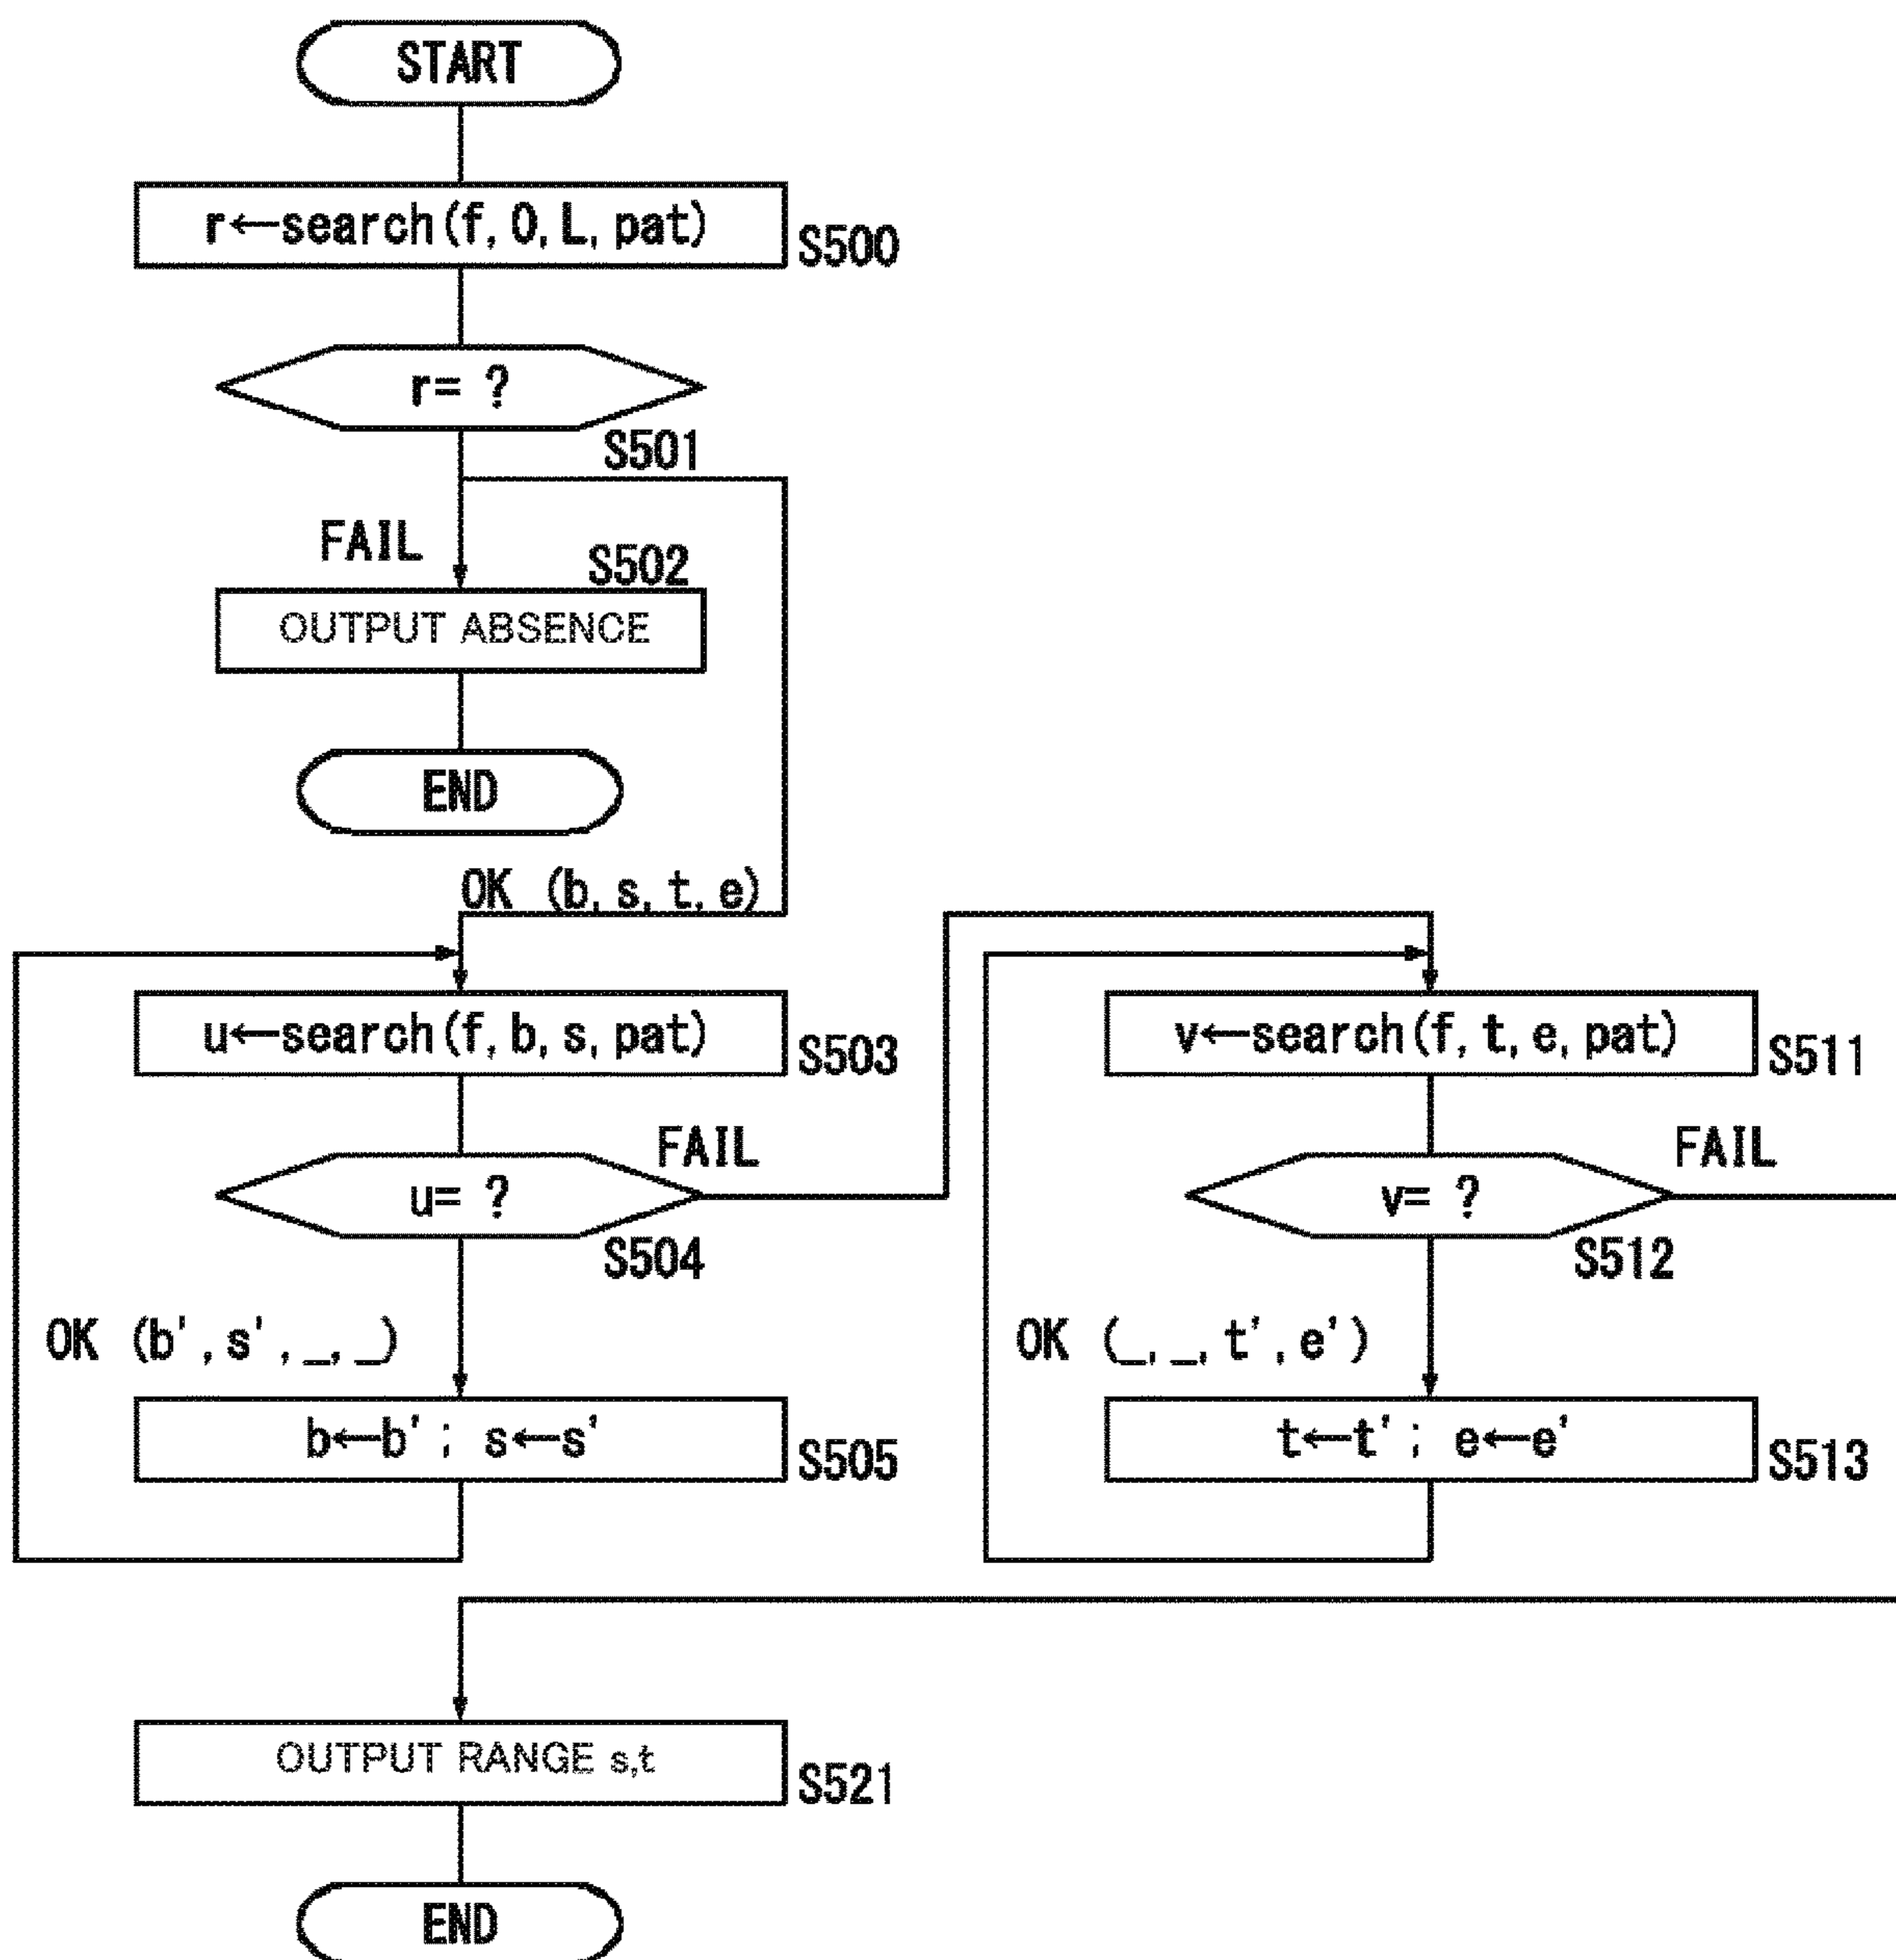 START
r←search(f, 0, L, pat)
S500
r= ?
S501
FAIL
S502
OUTPUT ABSENCE
END
OK (b, s, t, e)
u←search(f, b, s, pat)
S503
u= ?
FAIL
S504
OK (b', s', _, _)
b←b' ; s←s'
S505
v←search(f, t, e, pat)
S511
v= ?
FAIL
S512
OK (_, _, t', e')
t←t' ; e←e'
S513
OUTPUT RANGE s,t
S521
END